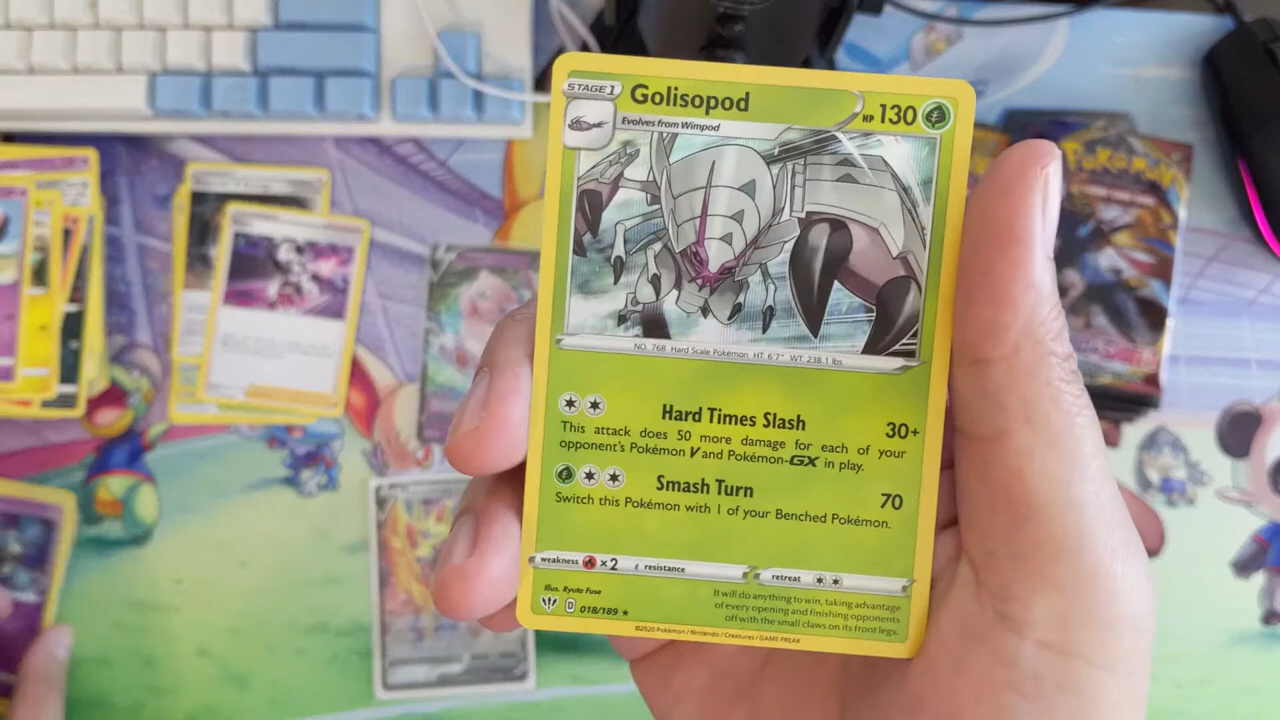 STAGE 1
Golisopod
HP 130
Evolves from Wimpod
NO. 768 Hard Scale Pokémon HT: 6'7" WT: 238.1 lbs
Hard Times Slash 30+
This attack does 50 more damage for each of your
opponent's Pokémon V and Pokémon-GX in play.
Smash Turn 70
Switch this Pokémon with 1 of your Benched Pokémon.
weakness ×2 resistance
retreat
Illus. Ryuta Fuse
D 018/189 ★
It will do anything to win, taking advantage
of every opening and finishing opponents
off with the small claws on its front legs.
©2020 Pokémon / Nintendo / Creatures / GAME FREAK
POKéMON